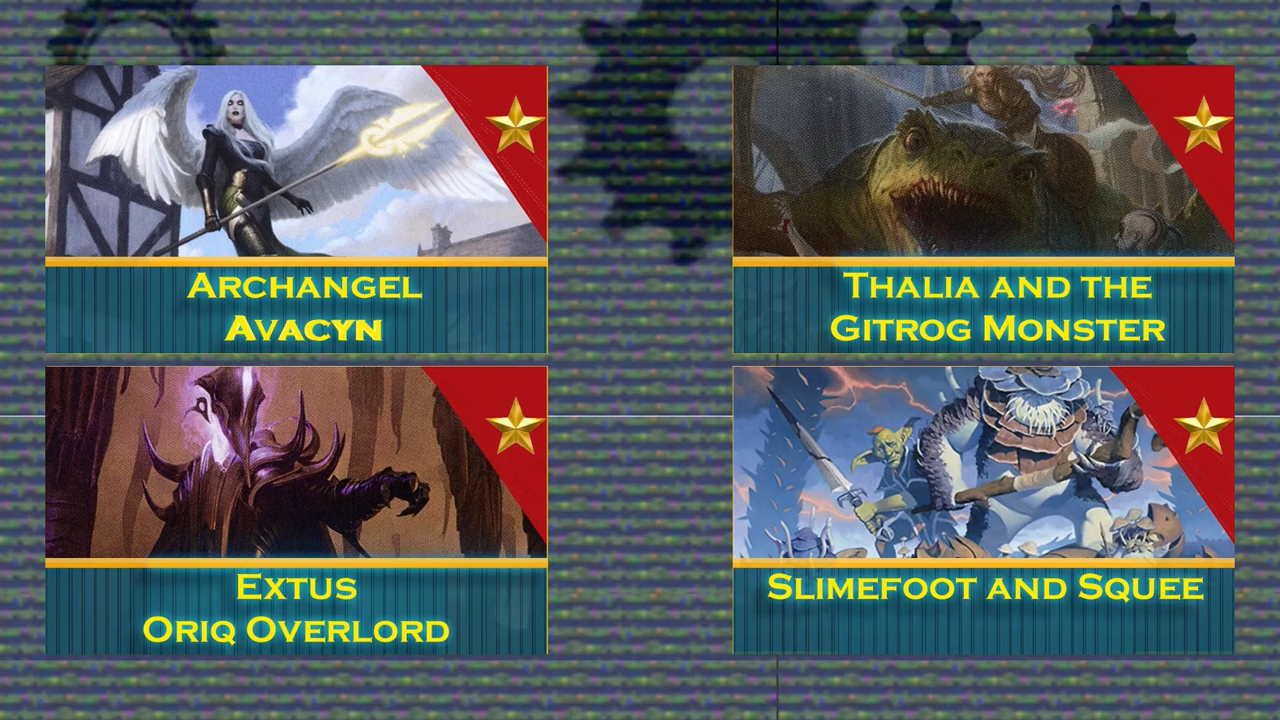 Archangel
Avacyn
Thalia and the
Gitrog Monster
Extus
Oriq Overlord
Slimefoot and Squee